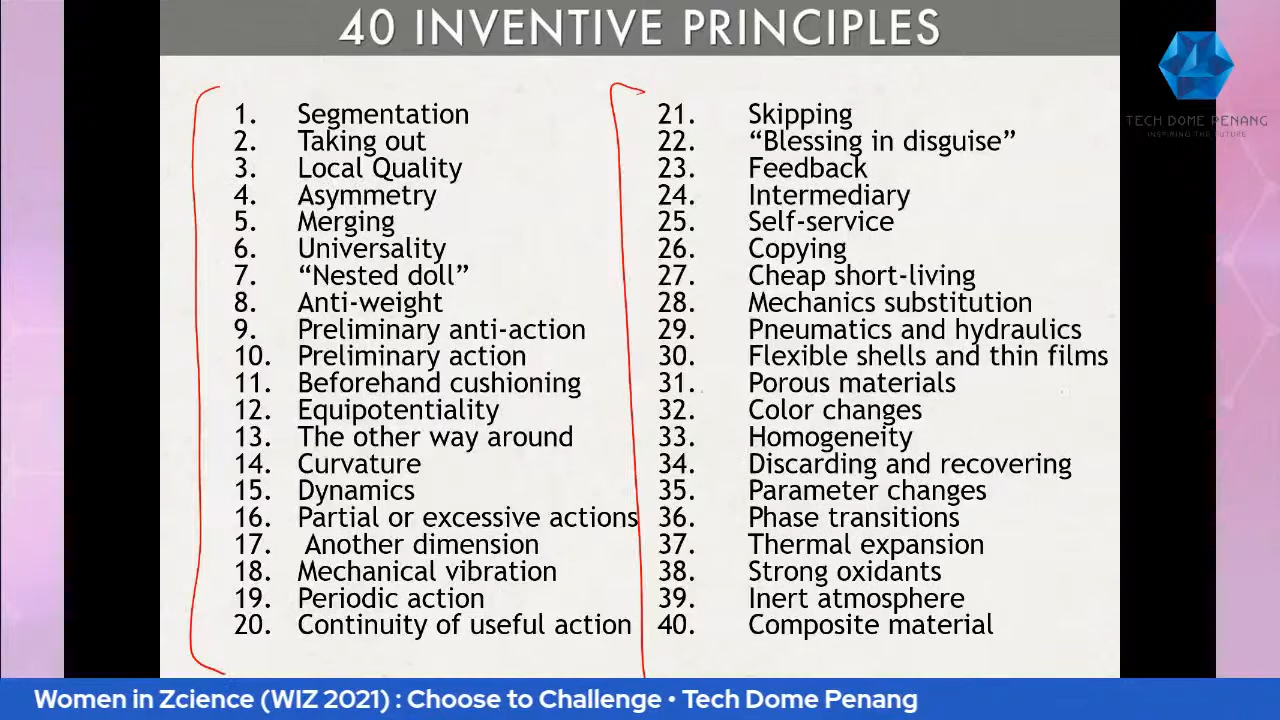 40 INVENTIVE PRINCIPLES
TECH DOME PENANG
INSPIRING THE FUTURE
1. Segmentation
2. Taking out
3. Local Quality
4. Asymmetry
5. Merging
6. Universality
7. “Nested doll”
8. Anti-weight
9. Preliminary anti-action
10. Preliminary action
11. Beforehand cushioning
12. Equipotentiality
13. The other way around
14. Curvature
15. Dynamics
16. Partial or excessive actions
17. Another dimension
18. Mechanical vibration
19. Periodic action
20. Continuity of useful action
21. Skipping
22. “Blessing in disguise”
23. Feedback
24. Intermediary
25. Self-service
26. Copying
27. Cheap short-living
28. Mechanics substitution
29. Pneumatics and hydraulics
30. Flexible shells and thin films
31. Porous materials
32. Color changes
33. Homogeneity
34. Discarding and recovering
35. Parameter changes
36. Phase transitions
37. Thermal expansion
38. Strong oxidants
39. Inert atmosphere
40. Composite material
Women in Zcience (WIZ 2021) : Choose to Challenge • Tech Dome Penang